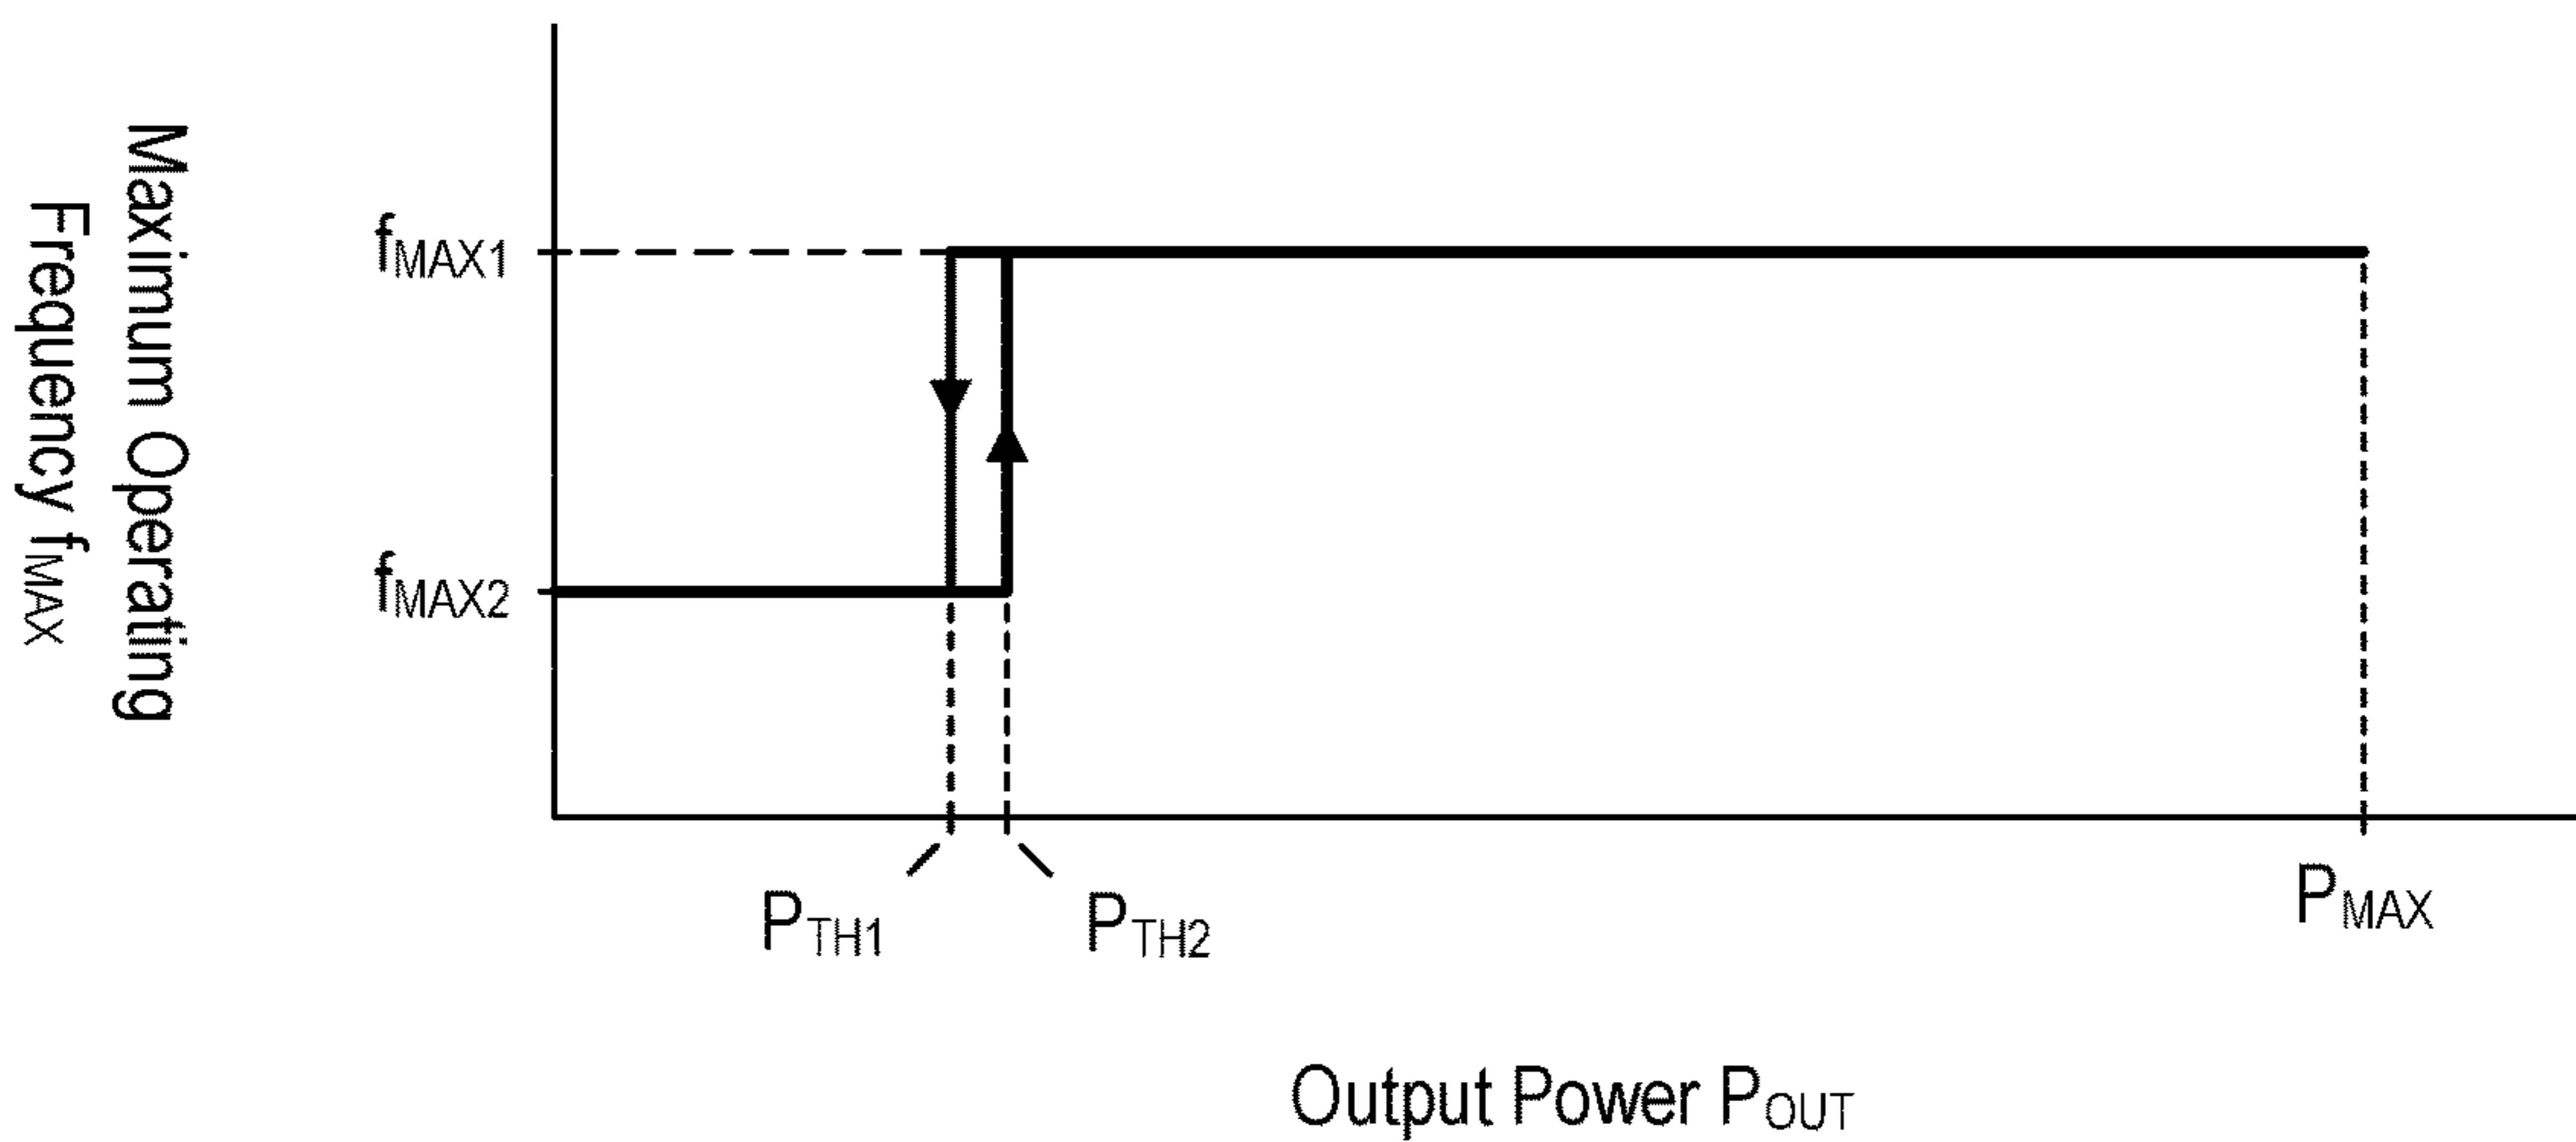 Maximum Operating
Frequency fMAX
fMAX1
fMAX2
PTH1
PTH2
PMAX
Output Power POUT